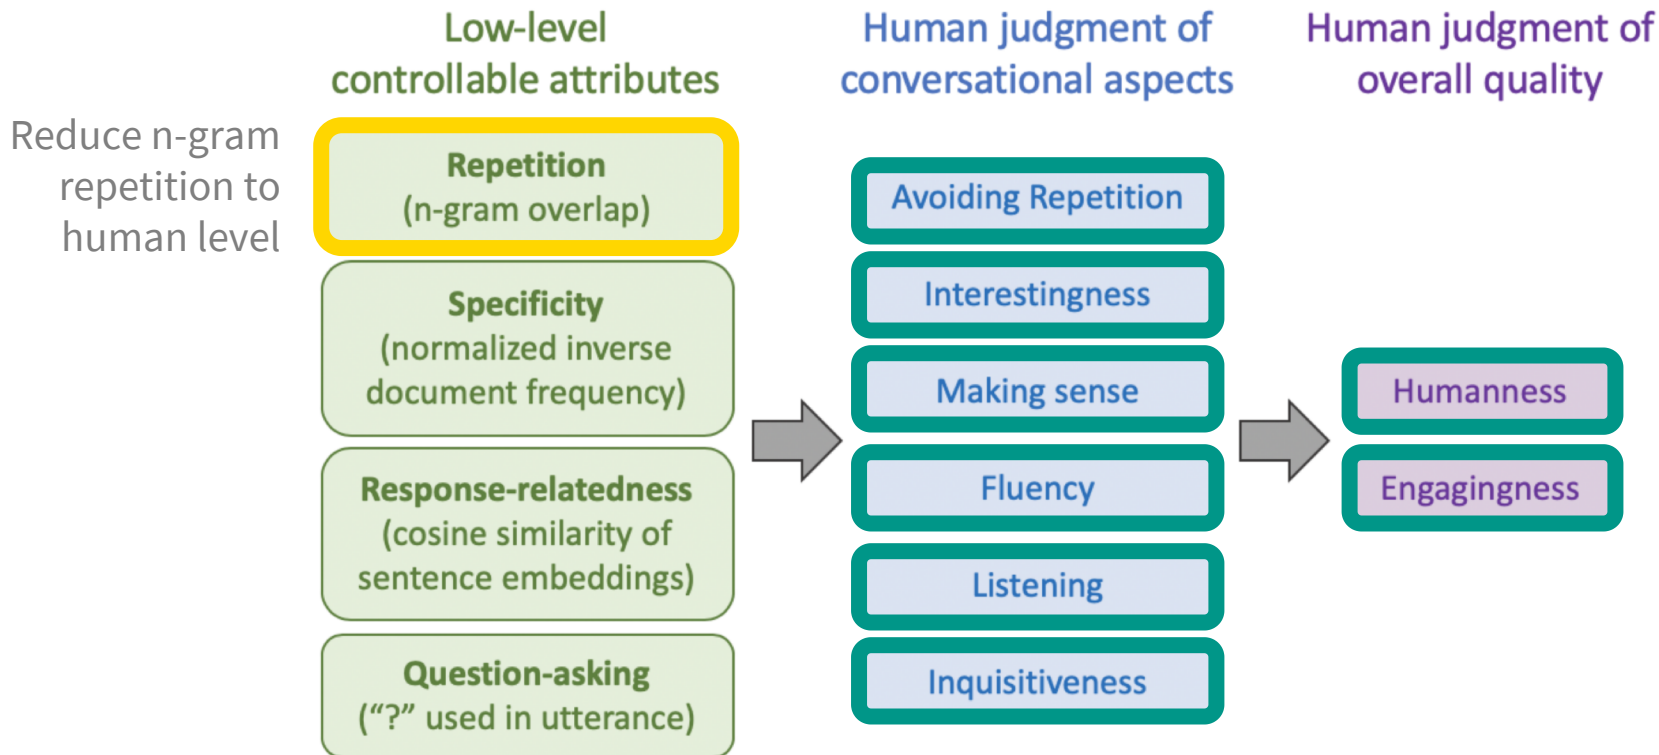 Low-level
controllable attributes
Human judgment of
conversational aspects
Human judgment of
overall quality
Reduce n-gram
repetition to
human level
Repetition
(n-gram overlap)
Specificity
(normalized inverse
document frequency)
Response-relatedness
(cosine similarity of
sentence embeddings)
Question-asking
(“?” used in utterance)
Avoiding Repetition
Interestingness
Making sense
Fluency
Listening
Inquisitiveness
Humanness
Engagingness